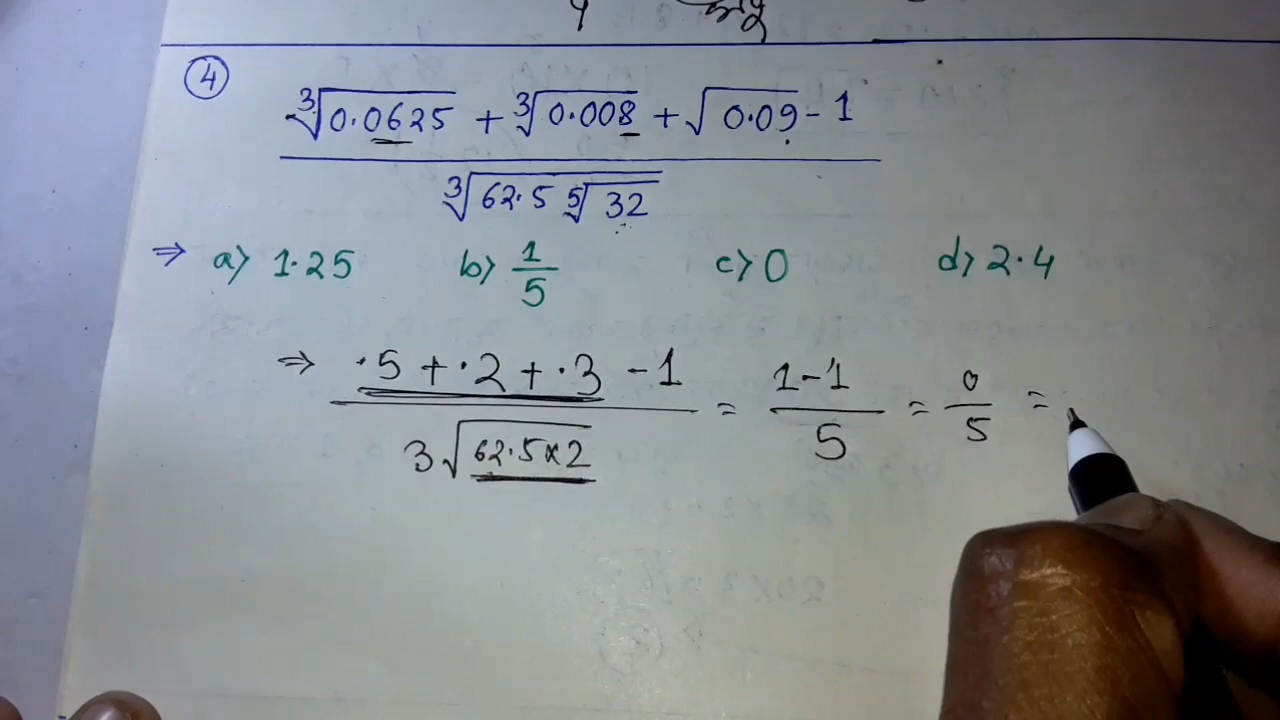 ④
∛0.0625 + ∛0.008 + √0.09 - 1
∛62.5 ⁵√32
⇒ a> 1.25 b> 1/5 c> 0 d> 2.4
⇒ .5 + .2 + .3 - 1 / 3√62.5×2 = 1-1 / 5 = 0/5 =